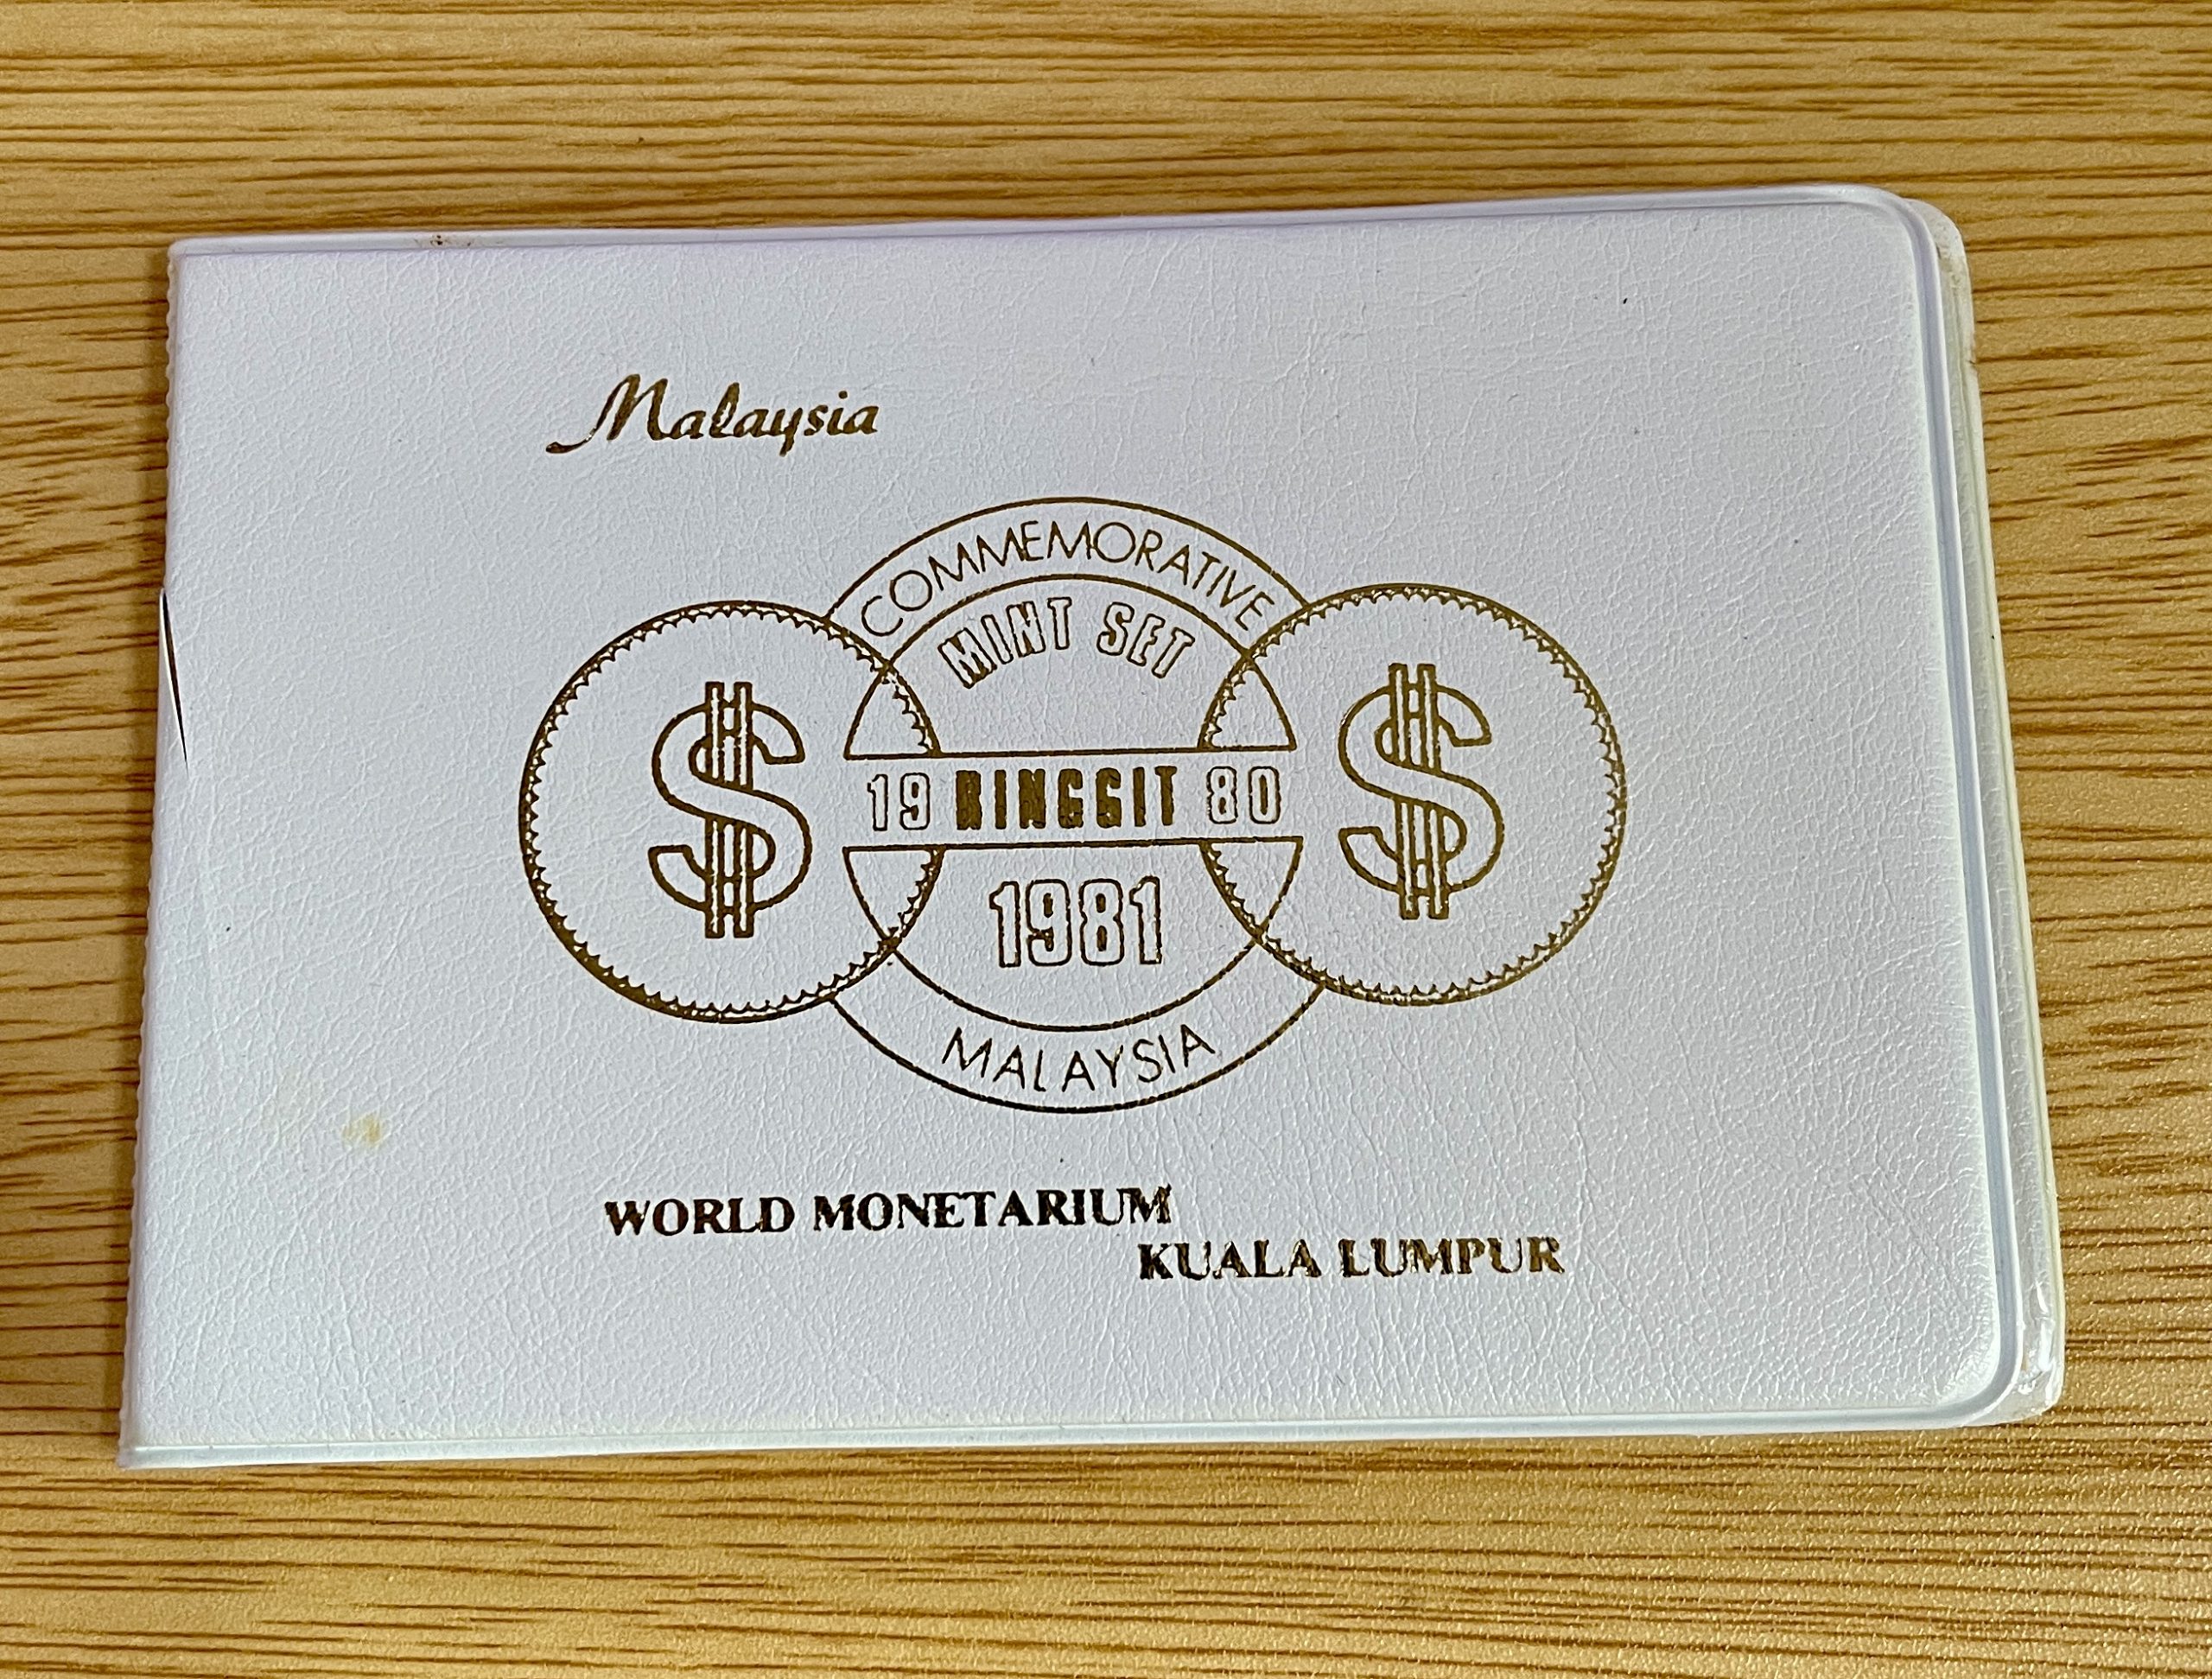 Malaysia
COMMEMORATIVE
MINT SET
$ 19 RINGGIT 80 $
1981
MALAYSIA
WORLD MONETARIUM
KUALA LUMPUR